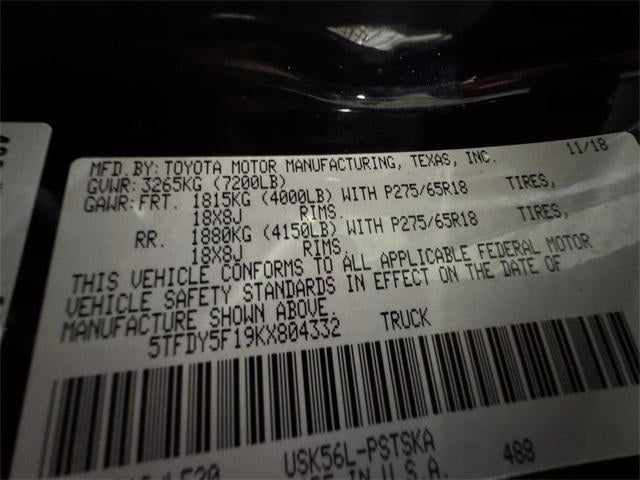 MFD. BY: TOYOTA MOTOR MANUFACTURING, TEXAS, INC. 11/18
GVWR: 3265KG (7200LB)
GAWR: FRT. 1815KG (4000LB) WITH P275/65R18 TIRES,
18X8J RIMS.
RR. 1880KG (4150LB) WITH P275/65R18 TIRES,
18X8J RIMS.
THIS VEHICLE CONFORMS TO ALL APPLICABLE FEDERAL MOTOR
VEHICLE SAFETY STANDARDS IN EFFECT ON THE DATE OF
MANUFACTURE SHOWN ABOVE.
5TFDY5F19KX804332 TRUCK
USK56L-PSTSKA 488
IN U.S.A.